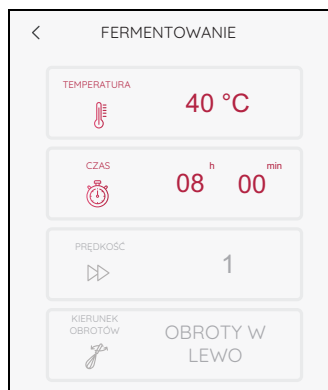 FERMENTOWANIE
TEMPERATURA
40 °C
CZAS
08 h 00 min
PRĘDKOŚĆ
1
KIERUNEK
OBROTÓW
OBROTY W
LEWO